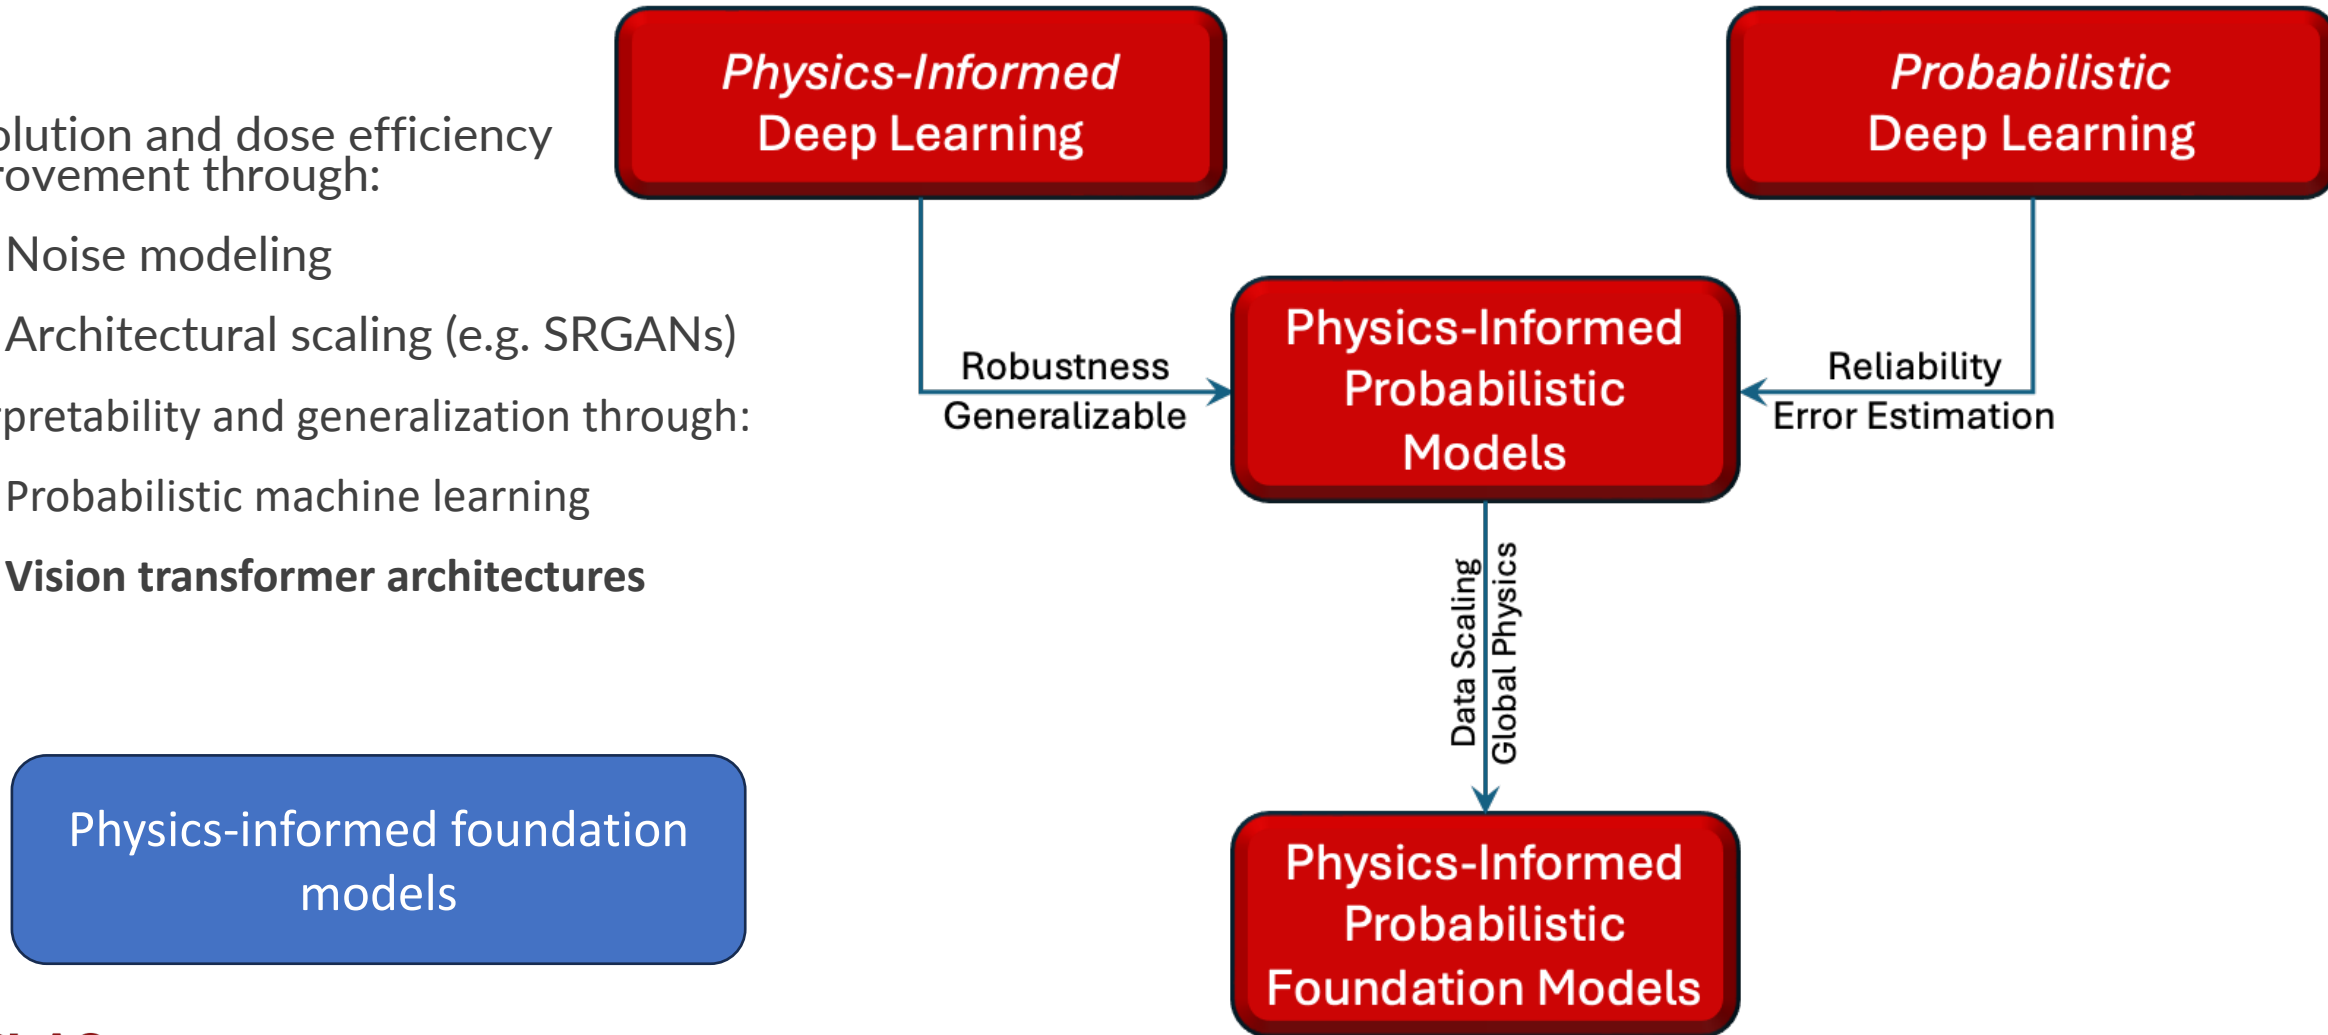 olution and dose efficiency
rovement through:
Noise modeling
Architectural scaling (e.g. SRGANs)
rpretability and generalization through:
Probabilistic machine learning
Vision transformer architectures
Physics-informed foundation
models
Physics-Informed
Deep Learning
Probabilistic
Deep Learning
Robustness
Generalizable
Physics-Informed
Probabilistic
Models
Reliability
Error Estimation
Data Scaling
Global Physics
Physics-Informed
Probabilistic
Foundation Models